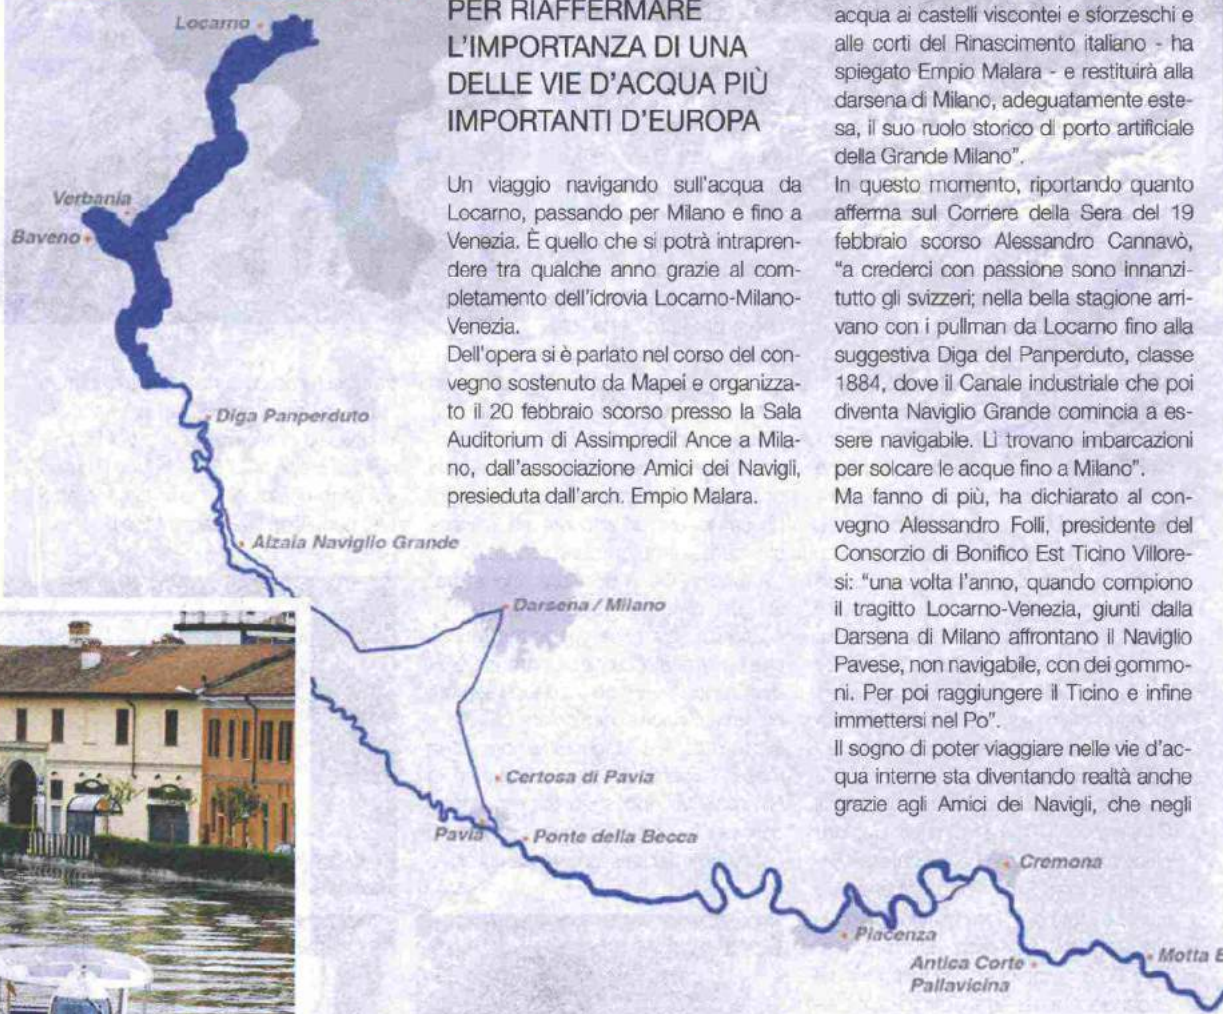 PER RIAFFERMARE
L'IMPORTANZA DI UNA
DELLE VIE D'ACQUA PIÙ
IMPORTANTI D'EUROPA
Un viaggio navigando sull'acqua da
Locarno, passando per Milano e fino a
Venezia. È quello che si potrà intrapren-
dere tra qualche anno grazie al com-
pletamento dell'idrovia Locarno-Milano-
Venezia.
Dell'opera si è parlato nel corso del con-
vegno sostenuto da Mapei e organizza-
to il 20 febbraio scorso presso la Sala
Auditorium di Assimpredil Ance a Mila-
no, dall'associazione Amici dei Navigli,
presieduta dall'arch. Empio Malara.
acqua ai castelli viscontei e sforzeschi e
alle corti del Rinascimento italiano - ha
spiegato Empio Malara - e restituirà alla
darsena di Milano, adeguatamente este-
sa, il suo ruolo storico di porto artificiale
della Grande Milano".
In questo momento, riportando quanto
afferma sul Corriere della Sera del 19
febbraio scorso Alessandro Cannavò,
"a crederci con passione sono innanzi-
tutto gli svizzeri; nella bella stagione arri-
vano con i pullman da Locarno fino alla
suggestiva Diga del Panperduto, classe
1884, dove il Canale industriale che poi
diventa Naviglio Grande comincia a es-
sere navigabile. Lì trovano imbarcazioni
per solcare le acque fino a Milano".
Ma fanno di più, ha dichiarato al con-
vegno Alessandro Folli, presidente del
Consorzio di Bonifico Est Ticino Villore-
si: "una volta l'anno, quando compiono
il tragitto Locarno-Venezia, giunti dalla
Darsena di Milano affrontano il Naviglio
Pavese, non navigabile, con dei gommo-
ni. Per poi raggiungere il Ticino e infine
immettersi nel Po".
Il sogno di poter viaggiare nelle vie d'ac-
qua interne sta diventando realtà anche
grazie agli Amici dei Navigli, che negli
Locarno
Verbania
Baveno
Diga Panperduto
Alzaia Naviglio Grande
Darsena / Milano
Certosa di Pavia
Pavia
Ponte della Becca
Cremona
Piacenza
Antica Corte
Pallavicina
Motta